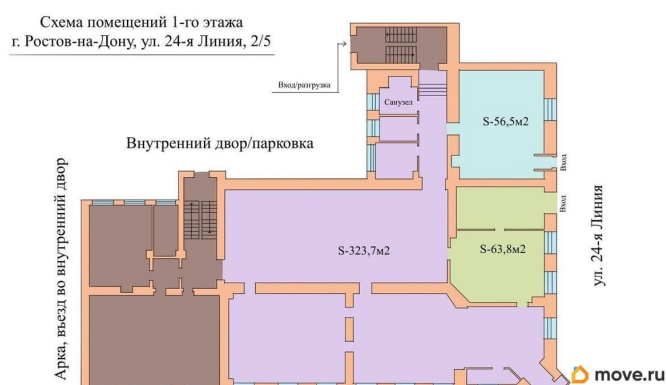 Схема помещений 1-го этажа
г. Ростов-на-Дону, ул. 24-я Линия, 2/5
Вход/разгрузка
Санузел
S-56,5м2
Внутренний двор/парковка
Вход
Вход
S-323,7м2
S-63,8м2
ул. 24-я Линия
Арка, въезд во внутренний двор
move.ru